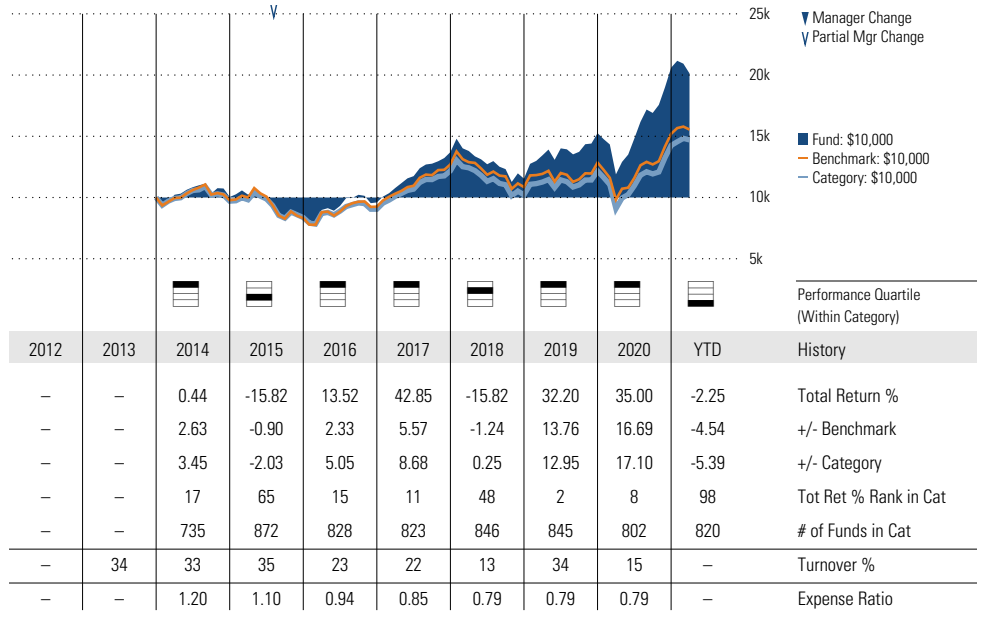 25k
Manager Change
Partial Mgr Change
20k
15k
Fund: $10,000
Benchmark: $10,000
Category: $10,000
10k
5k
Performance Quartile
(Within Category)
2012 2013 2014 2015 2016 2017 2018 2019 2020 YTD History
– – 0.44 -15.82 13.52 42.85 -15.82 32.20 35.00 -2.25 Total Return %
– – 2.63 -0.90 2.33 5.57 -1.24 13.76 16.69 -4.54 +/- Benchmark
– – 3.45 -2.03 5.05 8.68 0.25 12.95 17.10 -5.39 +/- Category
– – 17 65 15 11 48 2 8 98 Tot Ret % Rank in Cat
– – 735 872 828 823 846 845 802 820 # of Funds in Cat
– 34 33 35 23 22 13 34 15 – Turnover %
– – 1.20 1.10 0.94 0.85 0.79 0.79 0.79 – Expense Ratio